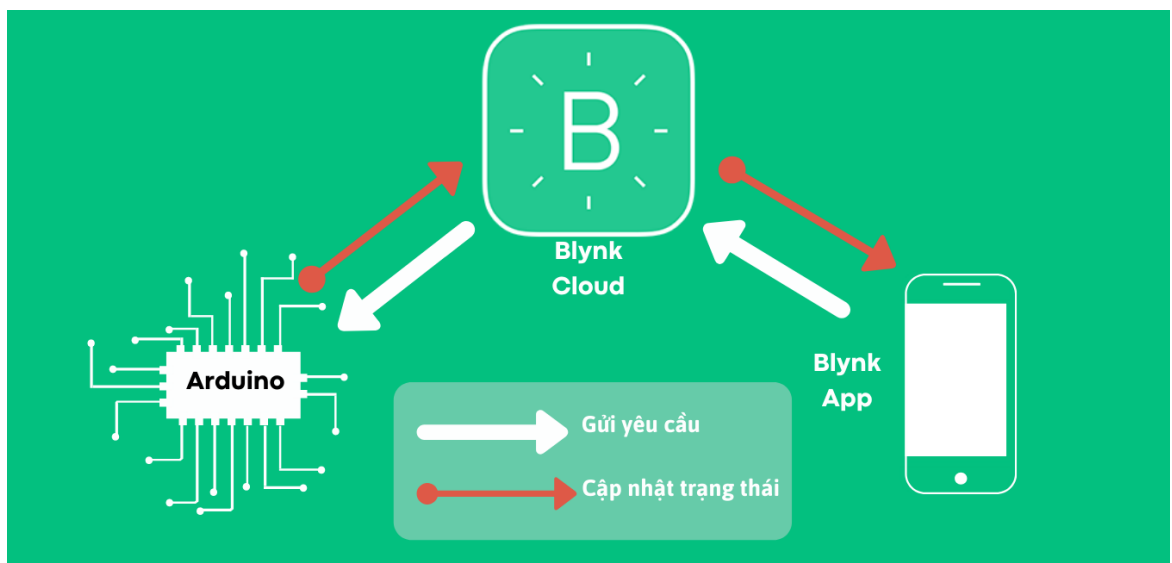 B
Blynk
Cloud
Arduino
Blynk
App
Gửi yêu cầu
Cập nhật trạng thái